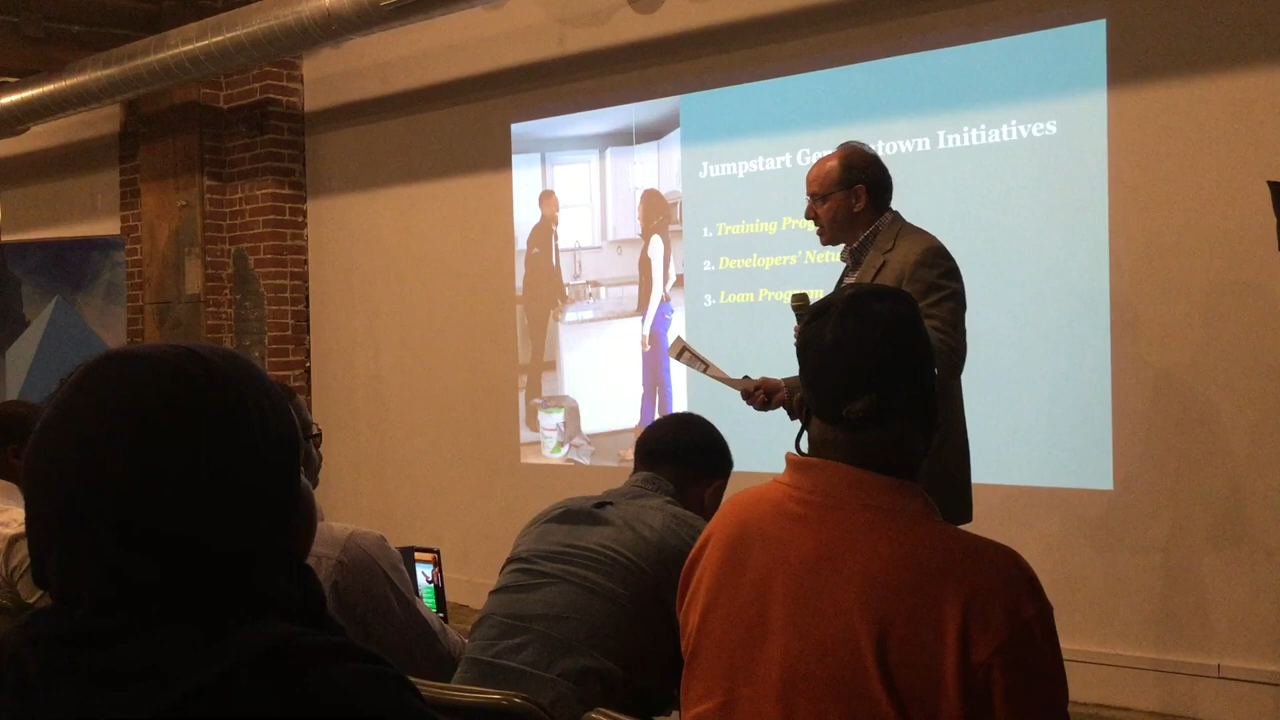 Jumpstart Ge town Initiatives
1. Training Prog
2. Developers' Netw
3. Loan Program